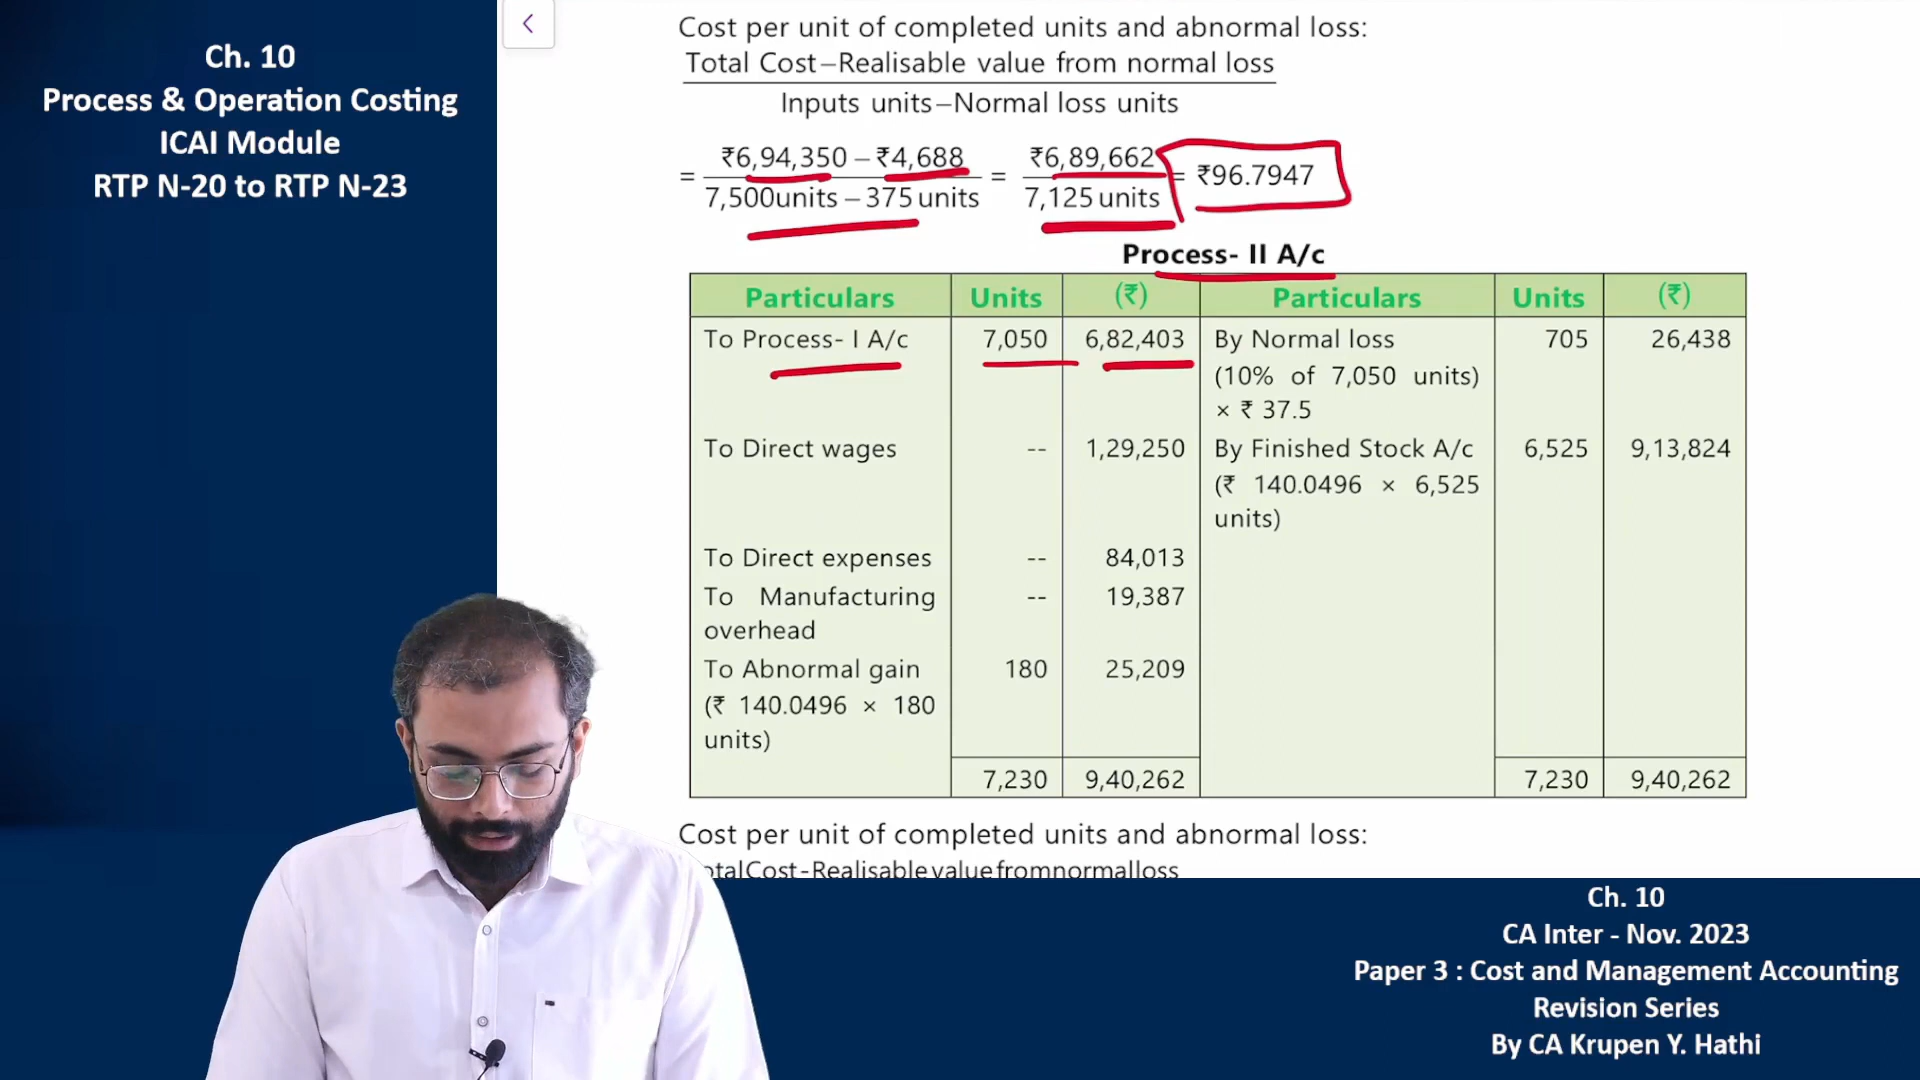 Ch. 10
Process & Operation Costing
ICAI Module
RTP N-20 to RTP N-23
Cost per unit of completed units and abnormal loss:
Total Cost–Realisable value from normal loss
Inputs units–Normal loss units
= ₹6,94,350 – ₹4,688 / 7,500units – 375 units = ₹6,89,662 / 7,125 units = ₹96.7947
Process- II A/c
Particulars Units (₹) Particulars Units (₹)
To Process- I A/c 7,050 6,82,403 By Normal loss 705 26,438
(10% of 7,050 units)
× ₹ 37.5
To Direct wages -- 1,29,250 By Finished Stock A/c 6,525 9,13,824
(₹ 140.0496 × 6,525
units)
To Direct expenses -- 84,013
To Manufacturing -- 19,387
overhead
To Abnormal gain 180 25,209
(₹ 140.0496 × 180
units)
7,230 9,40,262 7,230 9,40,262
Cost per unit of completed units and abnormal loss:
otalCost-Realisablevaluefromnormalloss
Ch. 10
CA Inter - Nov. 2023
Paper 3 : Cost and Management Accounting
Revision Series
By CA Krupen Y. Hathi